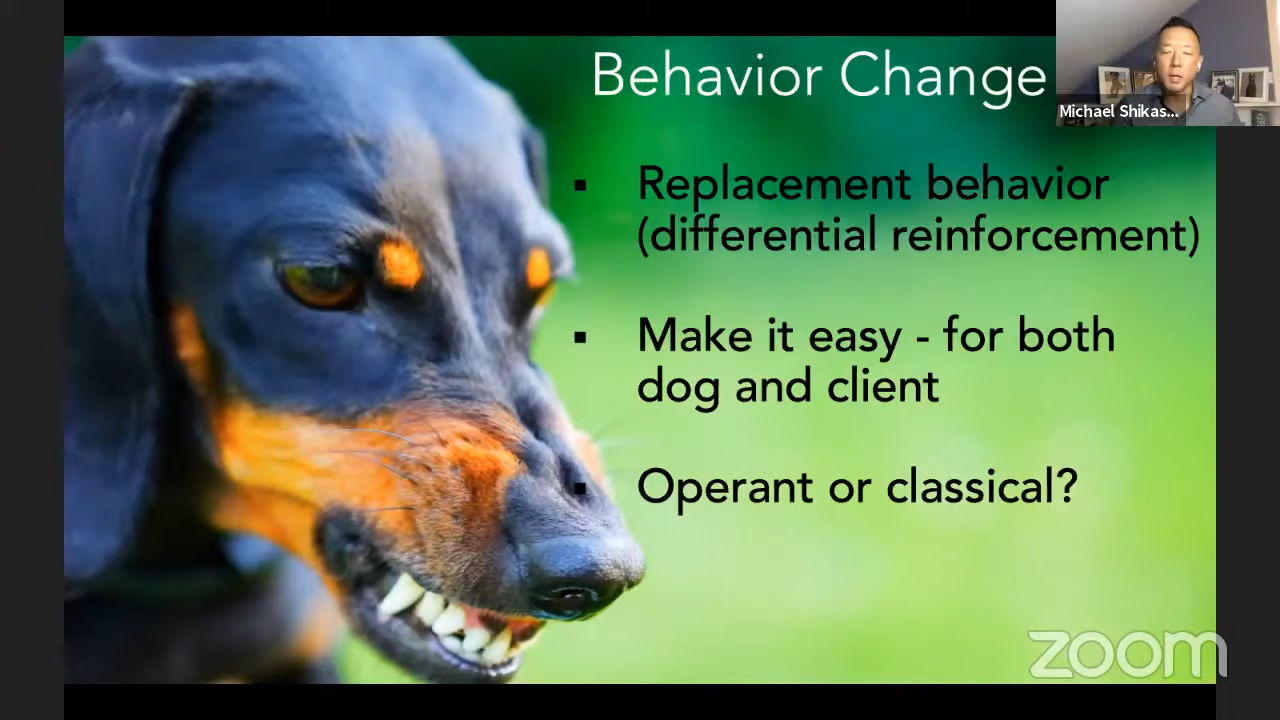 Behavior Change
Michael Shikas...
▪ Replacement behavior
(differential reinforcement)
▪ Make it easy - for both
dog and client
▪ Operant or classical?
zoom